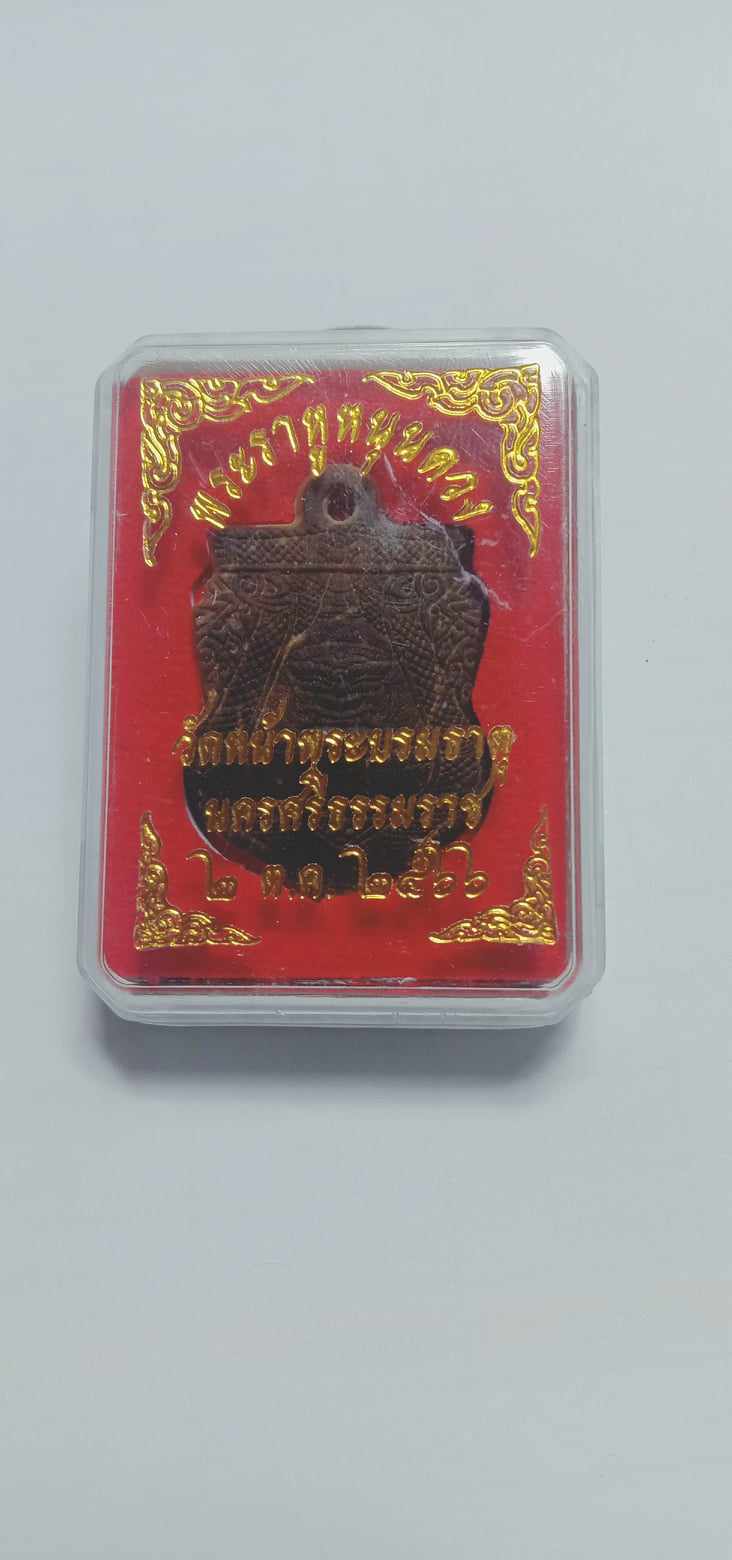 พระราหูหนุนดวง
วัดหน้าพระบรมธาตุ
นครศรีธรรมราช
๒ ต.ค. ๒๕๖๖